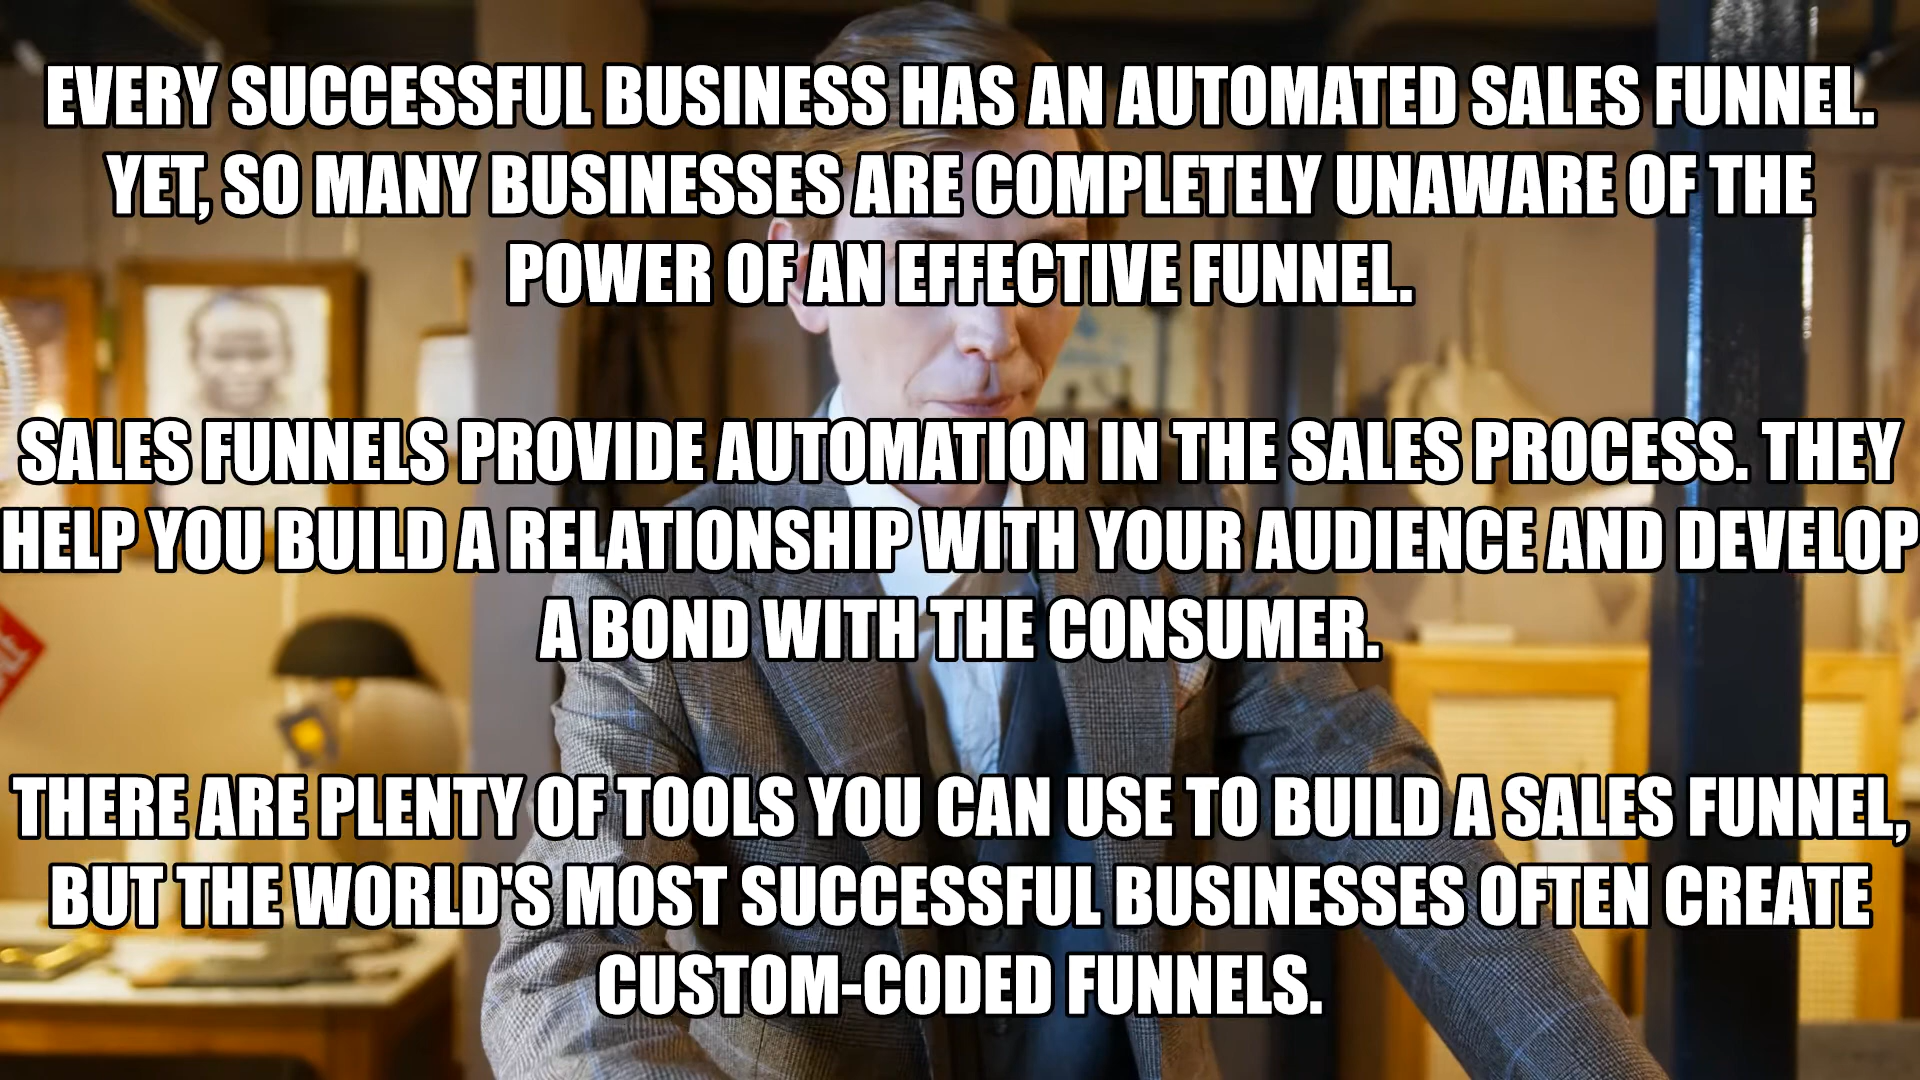 EVERY SUCCESSFUL BUSINESS HAS AN AUTOMATED SALES FUNNEL.
YET, SO MANY BUSINESSES ARE COMPLETELY UNAWARE OF THE
POWER OF AN EFFECTIVE FUNNEL.
SALES FUNNELS PROVIDE AUTOMATION IN THE SALES PROCESS. THEY
HELP YOU BUILD A RELATIONSHIP WITH YOUR AUDIENCE AND DEVELOP
A BOND WITH THE CONSUMER.
THERE ARE PLENTY OF TOOLS YOU CAN USE TO BUILD A SALES FUNNEL,
BUT THE WORLD'S MOST SUCCESSFUL BUSINESSES OFTEN CREATE
CUSTOM-CODED FUNNELS.